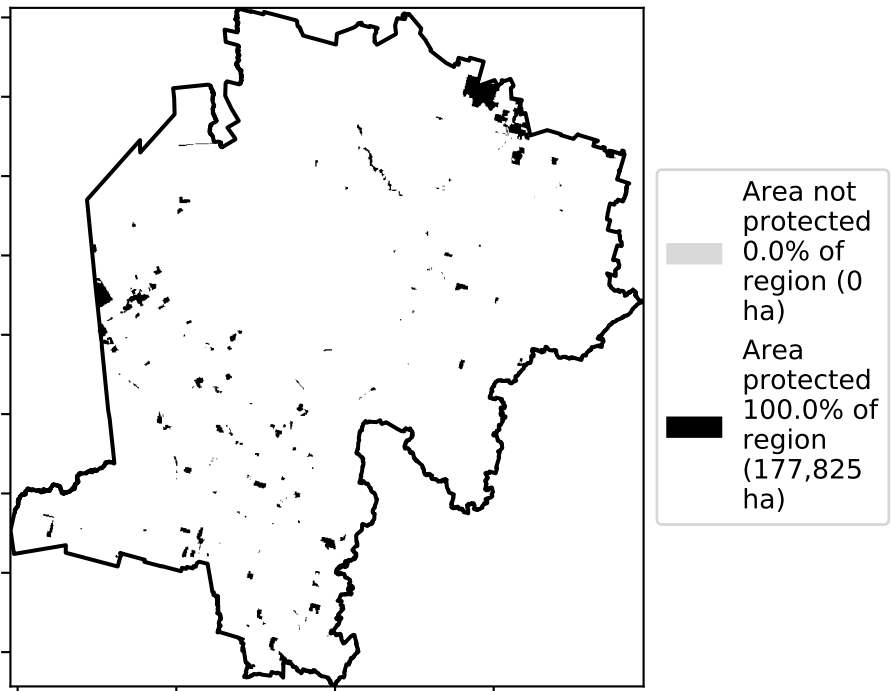 Area not
protected
0.0% of
region (0
ha)
Area
protected
100.0% of
region
(177,825
ha)